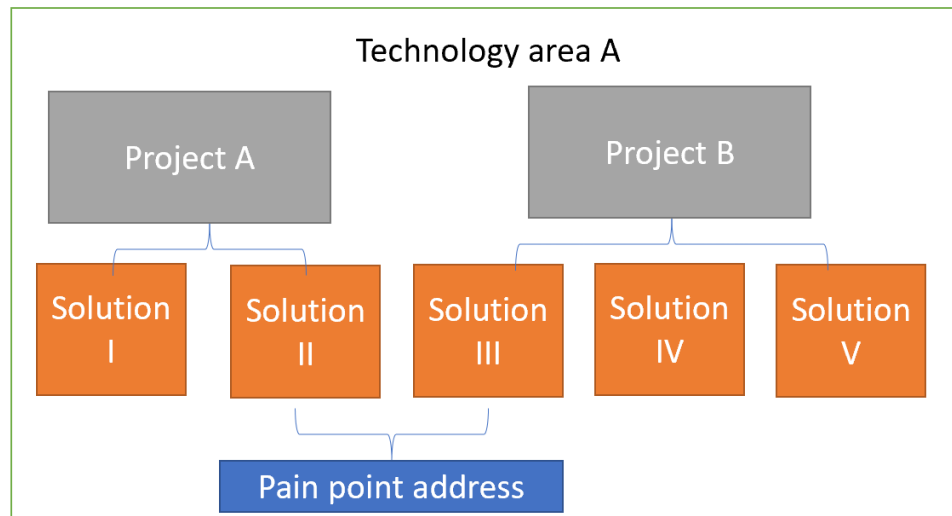 Technology area A
Project A
Project B
Solution
I
Solution
II
Solution
III
Solution
IV
Solution
V
Pain point address